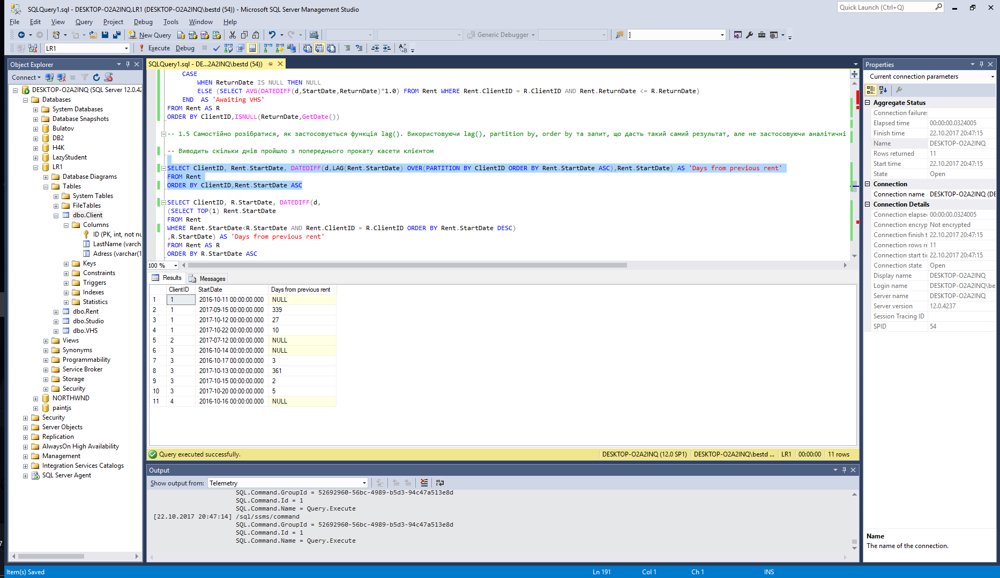 SQLQuery1.sql - DESKTOP-O2A2INQ.LR1 (DESKTOP-O2A2INQ\bestd (54)) - Microsoft SQL Server Management Studio
Quick Launch (Ctrl+Q)
File Edit View Query Project Debug Tools Window Help
New Query
Generic Debugger
]
LR1
Execute Debug
Object Explorer
Connect
DESKTOP-O2A2INQ (SQL Server 12.0.42
Databases
System Databases
Database Snapshots
Bulatov
DB2
H4K
LazyStudent
LR1
Database Diagrams
Tables
System Tables
FileTables
dbo.Client
Columns
ID (PK, int, not nu
LastName (varch
Adress (varchar(1
Keys
Constraints
Triggers
Indexes
Statistics
dbo.Rent
dbo.Studio
dbo.VHS
Views
Synonyms
Programmability
Service Broker
Storage
Security
NORTHWND
paintjs
Security
Server Objects
Replication
AlwaysOn High Availability
Management
Integration Services Catalogs
SQL Server Agent
SQLQuery1.sql - DE...2A2INQ\bestd (54))
CASE
WHEN ReturnDate IS NULL THEN NULL
ELSE (SELECT AVG(DATEDIFF(d,StartDate,ReturnDate)*1.0) FROM Rent WHERE Rent.ClientID = R.ClientID AND Rent.ReturnDate <= R.ReturnDate)
END AS 'Awaiting VHS'
FROM Rent AS R
ORDER BY ClientID,ISNULL(ReturnDate,GetDate())
-- 1.5 Самостійно розібратися, як застосовується функція lag(). Використовуючи lag(), partition by, order by та запит, що дасть такий самий результат, але не застосовуючи аналітичні
-- Виводить скільки днів пройшло з попереднього прокату касети клієнтом
SELECT ClientID, Rent.StartDate, DATEDIFF(d,LAG(Rent.StartDate) OVER(PARTITION BY ClientID ORDER BY Rent.StartDate ASC),Rent.StartDate) AS 'Days from previous rent'
FROM Rent
ORDER BY ClientID,Rent.StartDate ASC
SELECT ClientID, R.StartDate, DATEDIFF(d,
(SELECT TOP(1) Rent.StartDate
FROM Rent
WHERE Rent.StartDate<R.StartDate AND Rent.ClientID = R.ClientID ORDER BY Rent.StartDate DESC)
,R.StartDate) AS 'Days from previous rent'
FROM Rent AS R
ORDER BY R.StartDate ASC
100 %
Results Messages
ClientID StartDate Days from previous rent
1 1 2016-10-11 00:00:00.000 NULL
2 1 2017-09-15 00:00:00.000 339
3 1 2017-10-12 00:00:00.000 27
4 1 2017-10-22 00:00:00.000 10
5 2 2017-07-12 00:00:00.000 NULL
6 3 2016-10-14 00:00:00.000 NULL
7 3 2016-10-17 00:00:00.000 3
8 3 2017-10-13 00:00:00.000 361
9 3 2017-10-15 00:00:00.000 2
10 3 2017-10-20 00:00:00.000 5
11 4 2016-10-16 00:00:00.000 NULL
Query executed successfully.
DESKTOP-O2A2INQ (12.0 SP1) DESKTOP-O2A2INQ\bestd ... LR1 00:00:00 11 rows
Output
Show output from: Telemetry
SQL.Command.GroupId = 52692960-56bc-4989-b5d3-94c47a513e8d
SQL.Command.Id = 1
SQL.Command.Name = Query.Execute
[22.10.2017 20:47:14] /sql/ssms/command
SQL.Command.GroupId = 52692960-56bc-4989-b5d3-94c47a513e8d
SQL.Command.Id = 1
SQL.Command.Name = Query.Execute
Properties
Current connection parameters
Aggregate Status
Connection failures
Elapsed time 00:00:00.0324005
Finish time 22.10.2017 20:47:15
Name DESKTOP-O2A2INQ
Rows returned 11
Start time 22.10.2017 20:47:15
State Open
Connection
Connection name DESKTOP-O2A2INQ (DE
Connection Details
Connection elapse 00:00:00.0324005
Connection encryp Not encrypted
Connection finish t 22.10.2017 20:47:15
Connection rows re 11
Connection start ti 22.10.2017 20:47:15
Connection state Open
Display name DESKTOP-O2A2INQ
Login name DESKTOP-O2A2INQ\be
Server name DESKTOP-O2A2INQ
Server version 12.0.4237
Session Tracing ID
SPID 54
Name
The name of the connection.
Item(s) Saved
Ln 191 Col 1 Ch 1 INS